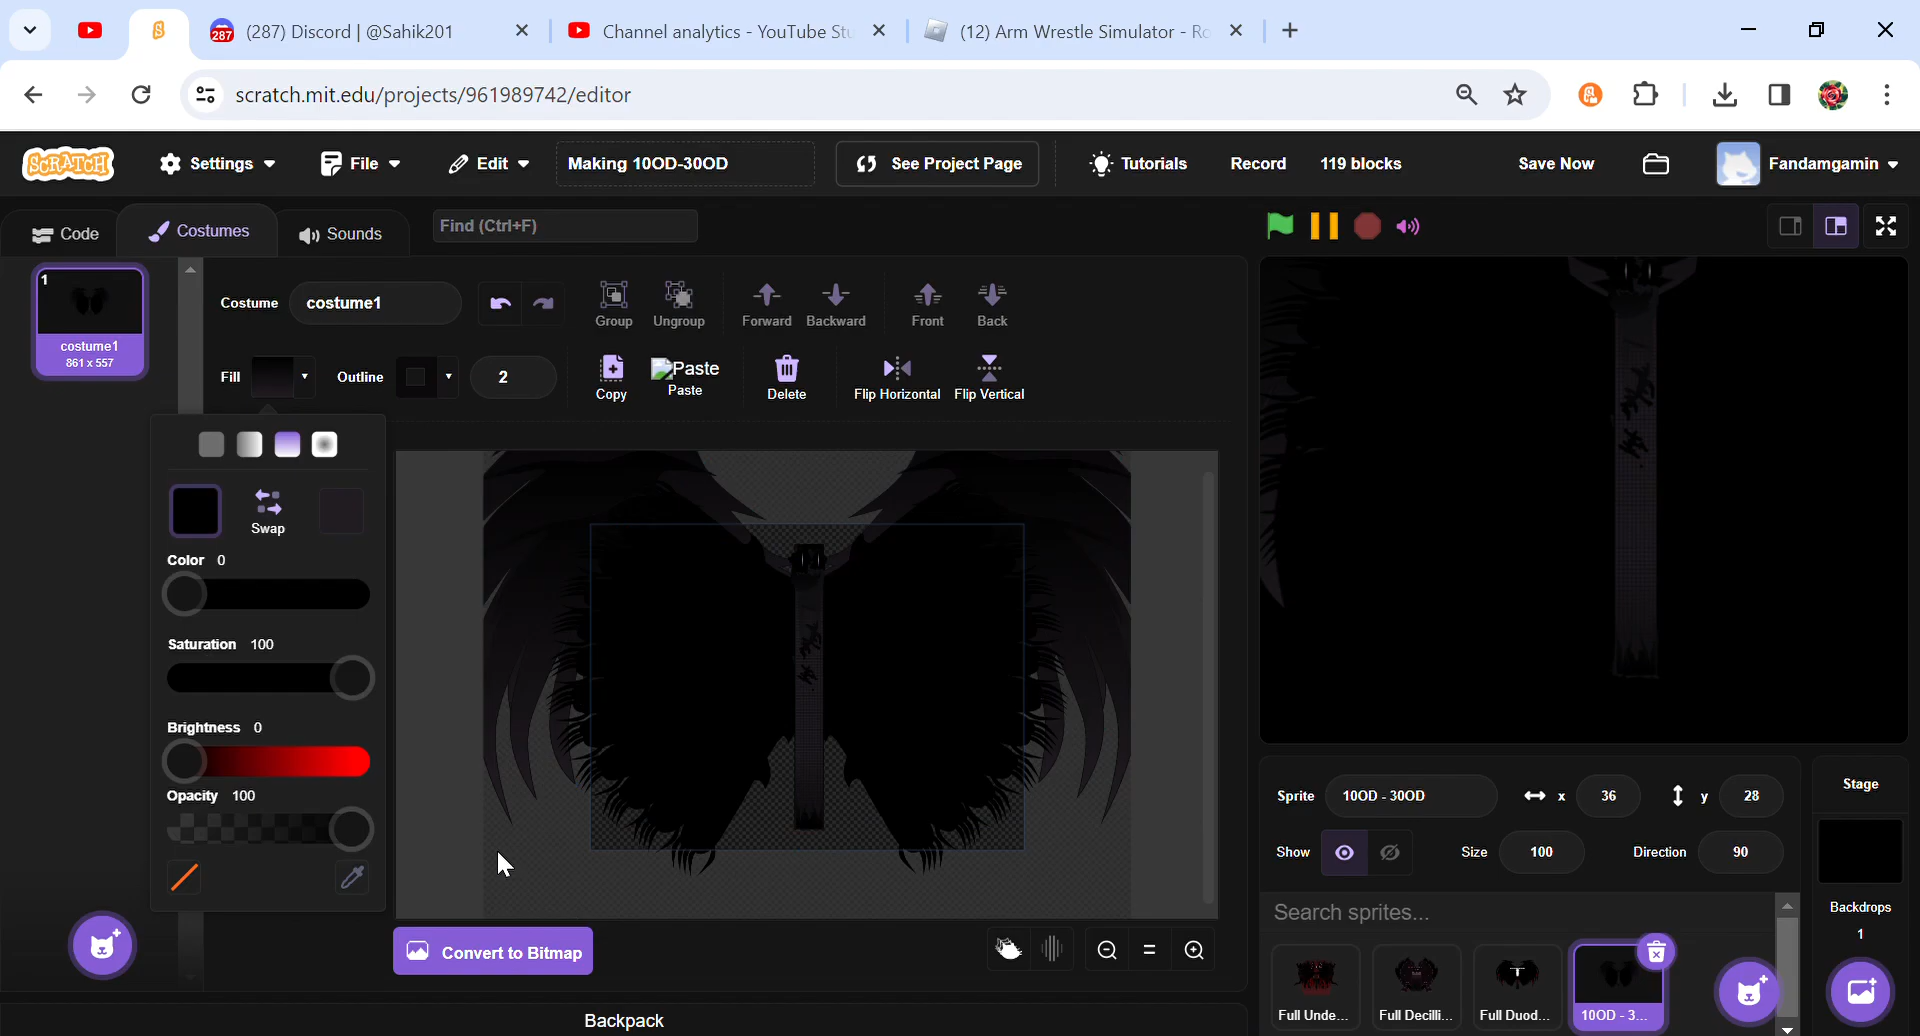 287
(287) Discord | @Sahik201
Channel analytics - YouTube Stu
(12) Arm Wrestle Simulator - Ro
scratch.mit.edu/projects/961989742/editor
SCRATCH
Settings
File
Edit
Making 10OD-30OD
See Project Page
Tutorials
Record
119 blocks
Save Now
Fandamgamin
Code
Costumes
Sounds
Find (Ctrl+F)
1
costume1
861 x 557
Costume
costume1
Group
Ungroup
Forward
Backward
Front
Back
Fill
Outline
2
Copy
Paste
Paste
Delete
Flip Horizontal
Flip Vertical
Swap
Color 0
Saturation 100
Brightness 0
Opacity 100
Convert to Bitmap
Backpack
Sprite
10OD - 30OD
x
36
y
28
Show
Size
100
Direction
90
Search sprites...
Full Unde...
Full Decilli...
Full Duod...
10OD - 3...
Stage
Backdrops
1